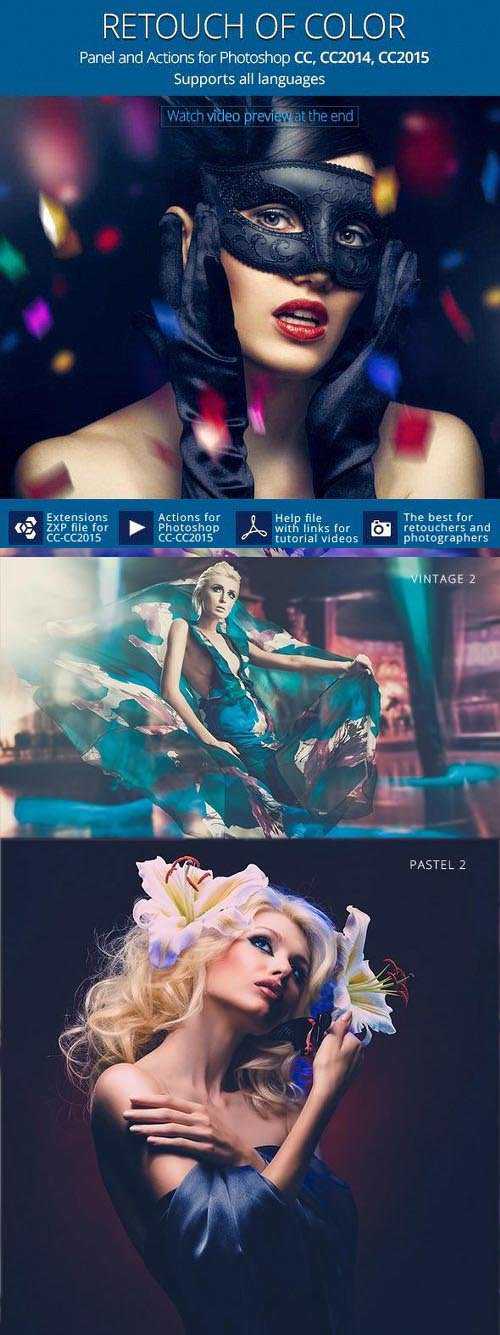 RETOUCH OF COLOR
Panel and Actions for Photoshop CC, CC2014, CC2015
Supports all languages
Watch video preview at the end
Extensions
ZXP file for
CC-CC2015
Actions for
Photoshop
CC-CC2015
Help file
with links for
tutorial videos
The best for
retouchers and
photographers
VINTAGE 2
PASTEL 2